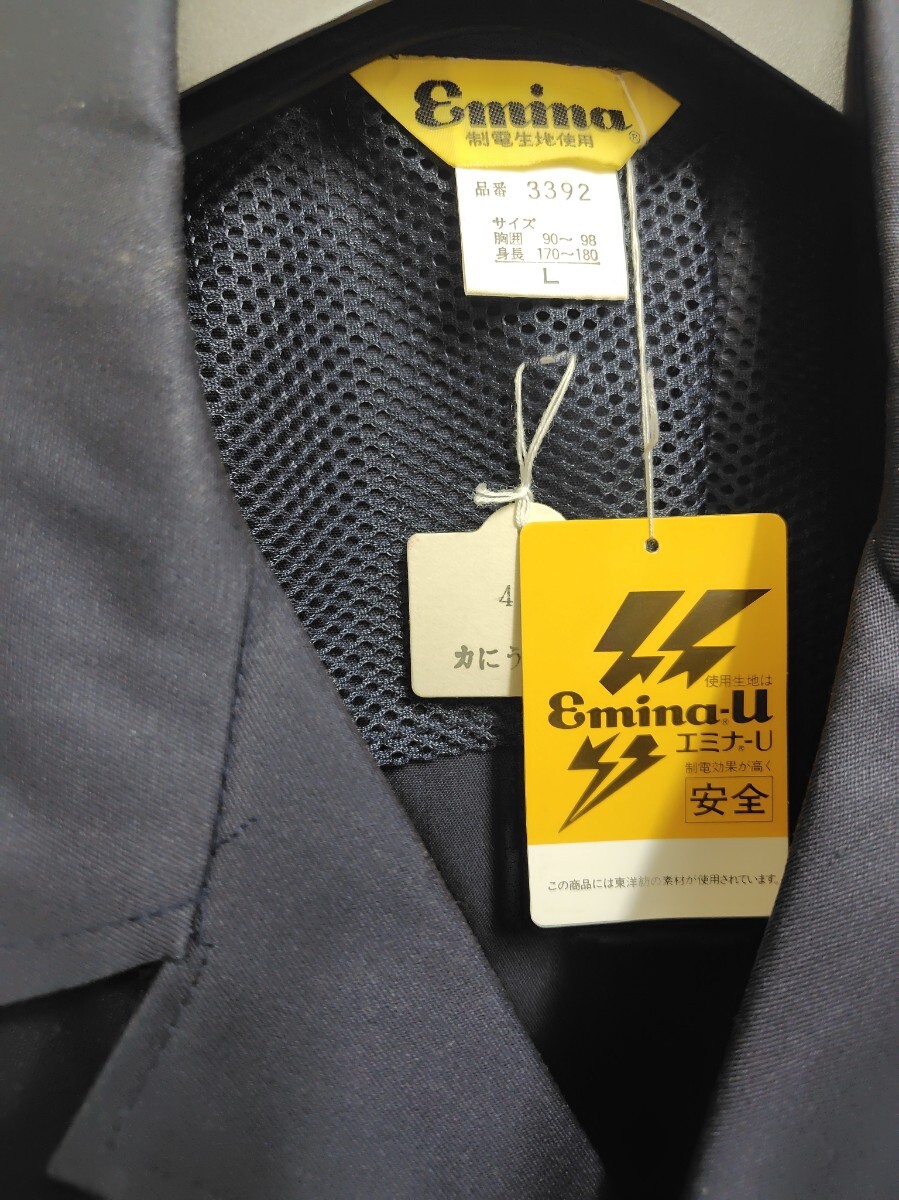 Emina®
制電生地使用
品番 3392
サイズ
胸囲 90〜98
身長 170〜180
L
4
カにう
使用生地は
Emina®-U
エミナ®-U
制電効果が高く
安全
この商品には東洋紡の素材が使用されています。